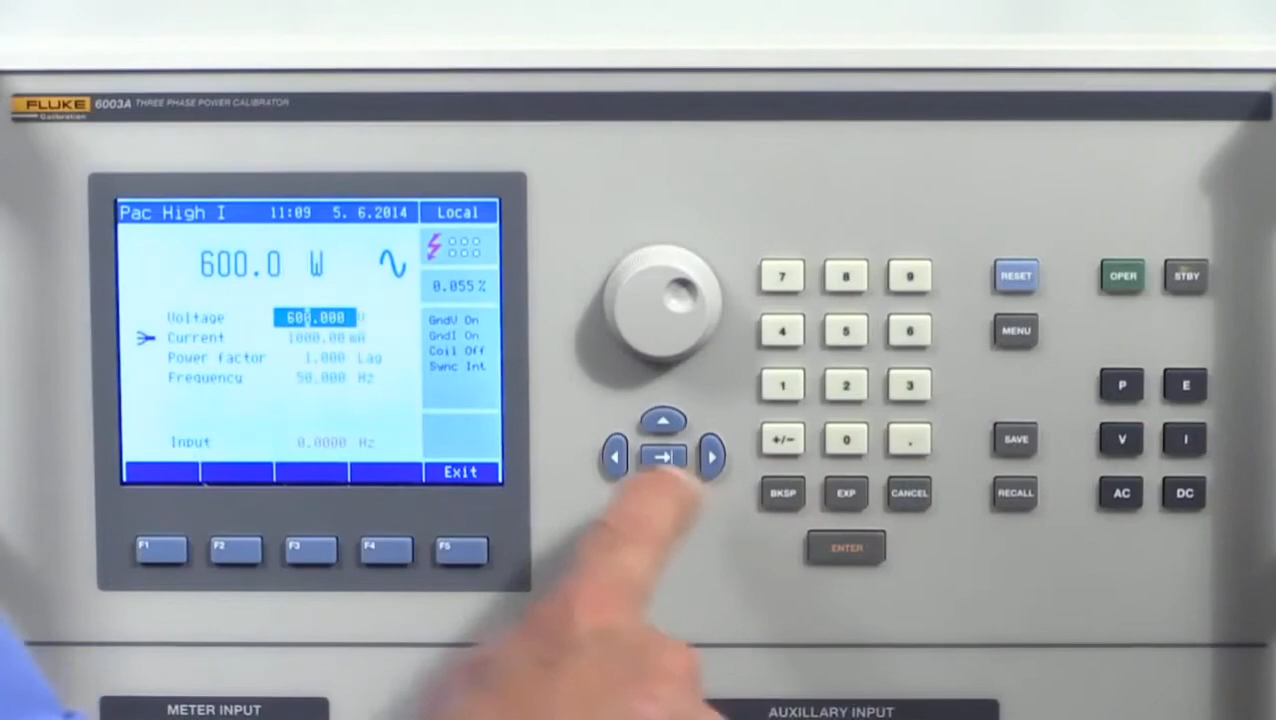 FLUKE 6003A THREE PHASE POWER CALIBRATOR
Calibration
Pac High I 11:09 5. 6.2014 Local
600.0 W
0.055%
Voltage 600.000 V
Current 1000.00 mA
Power factor 1.000 Lag
Frequency 50.000 Hz
GndV On
GndI On
Coil Off
Sync Int
Input 0.0000 Hz
Exit
F1 F2 F3 F4 F5
7 8 9
4 5 6
1 2 3
+/− 0 .
BKSP EXP CANCEL
ENTER
RESET
MENU
SAVE
RECALL
OPER STBY
P E
V I
AC DC
METER INPUT
AUXILLARY INPUT